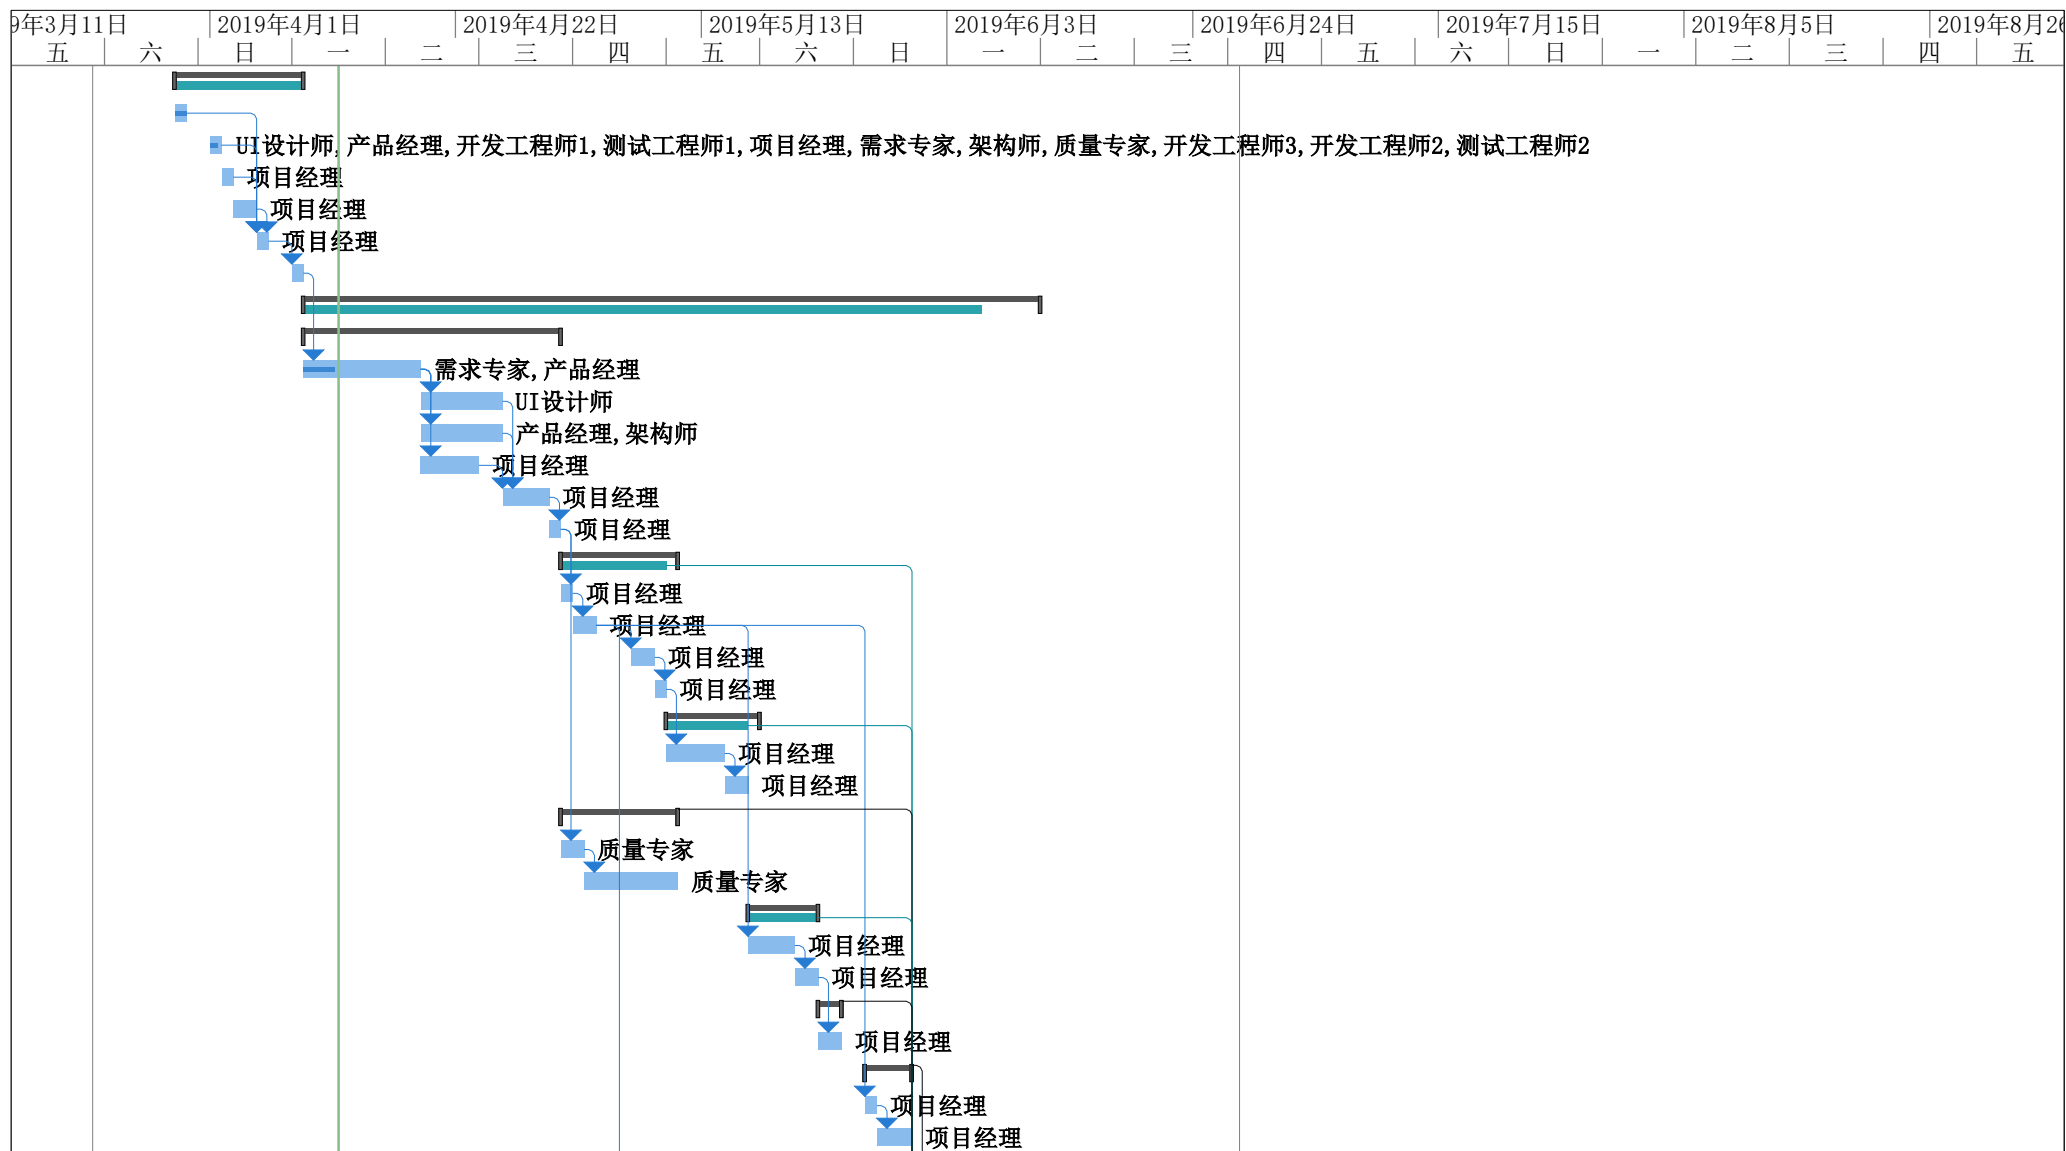 9年3月11日 2019年4月1日 2019年4月22日 2019年5月13日 2019年6月3日 2019年6月24日 2019年7月15日 2019年8月5日 2019年8月26
五 六 日 一 二 三 四 五 六 日 一 二 三 四 五 六 日 一 二 三 四 五
UI设计师,产品经理,开发工程师1,测试工程师1,项目经理,需求专家,架构师,质量专家,开发工程师3,开发工程师2,测试工程师2
项目经理
项目经理
项目经理
需求专家,产品经理
UI设计师
产品经理,架构师
项目经理
项目经理
项目经理
项目经理
项目经理
项目经理
项目经理
项目经理
项目经理
质量专家
质量专家
项目经理
项目经理
项目经理
项目经理
项目经理